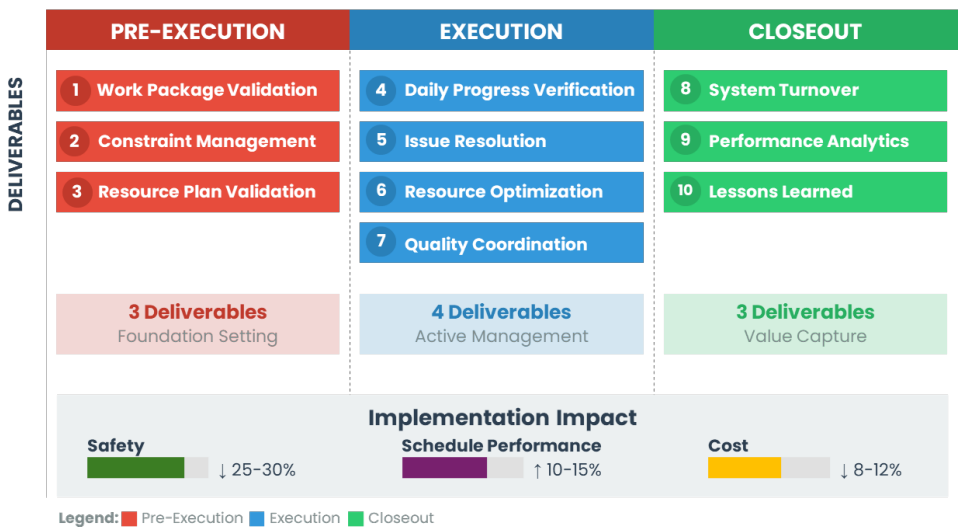 PRE-EXECUTION
EXECUTION
CLOSEOUT
DELIVERABLES
1 Work Package Validation
2 Constraint Management
3 Resource Plan Validation
4 Daily Progress Verification
5 Issue Resolution
6 Resource Optimization
7 Quality Coordination
8 System Turnover
9 Performance Analytics
10 Lessons Learned
3 Deliverables
Foundation Setting
4 Deliverables
Active Management
3 Deliverables
Value Capture
Implementation Impact
Safety
↓ 25-30%
Schedule Performance
↑ 10-15%
Cost
↓ 8-12%
Legend: Pre-Execution Execution Closeout